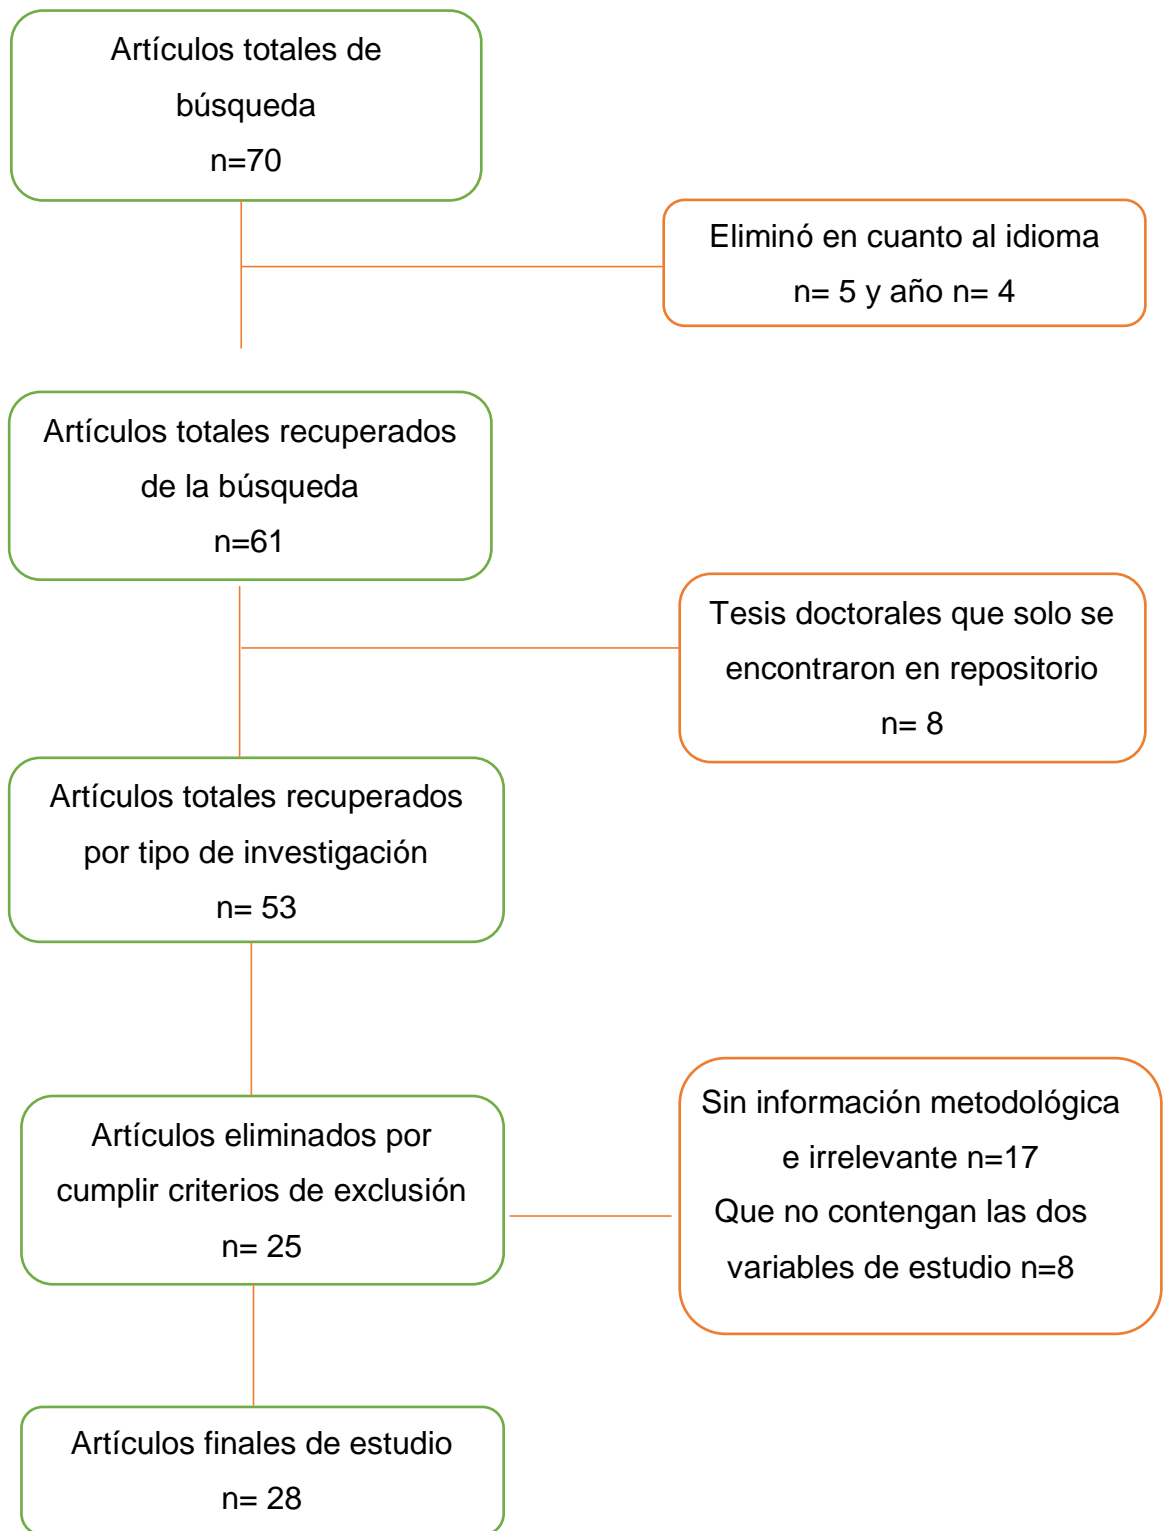 Artículos totales de
búsqueda
n=70
Eliminó en cuanto al idioma
n= 5 y año n= 4
Artículos totales recuperados
de la búsqueda
n=61
Tesis doctorales que solo se
encontraron en repositorio
n= 8
Artículos totales recuperados
por tipo de investigación
n= 53
Artículos eliminados por
cumplir criterios de exclusión
n= 25
Sin información metodológica
e irrelevante n=17
Que no contengan las dos
variables de estudio n=8
Artículos finales de estudio
n= 28